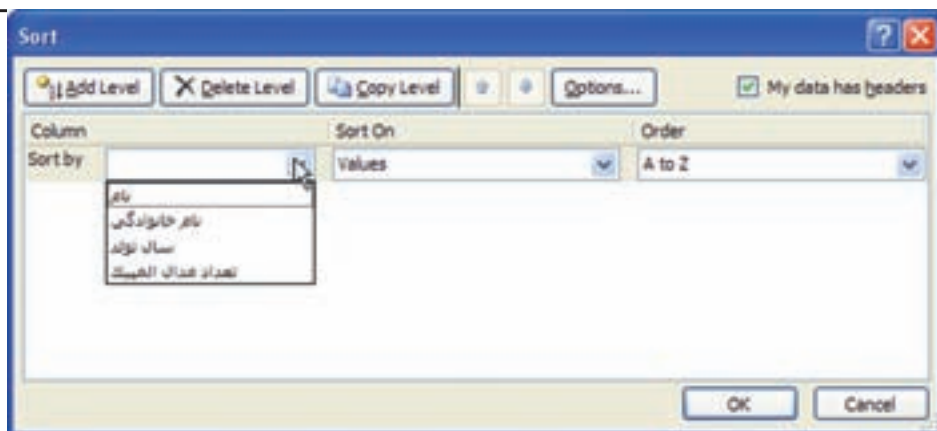 Sort
Add Level Delete Level Copy Level Options... My data has headers
Column Sort On Order
Sort by Values A to Z
نام
نام خانوادگی
سال تولد
تعداد مدال المپیک
OK Cancel